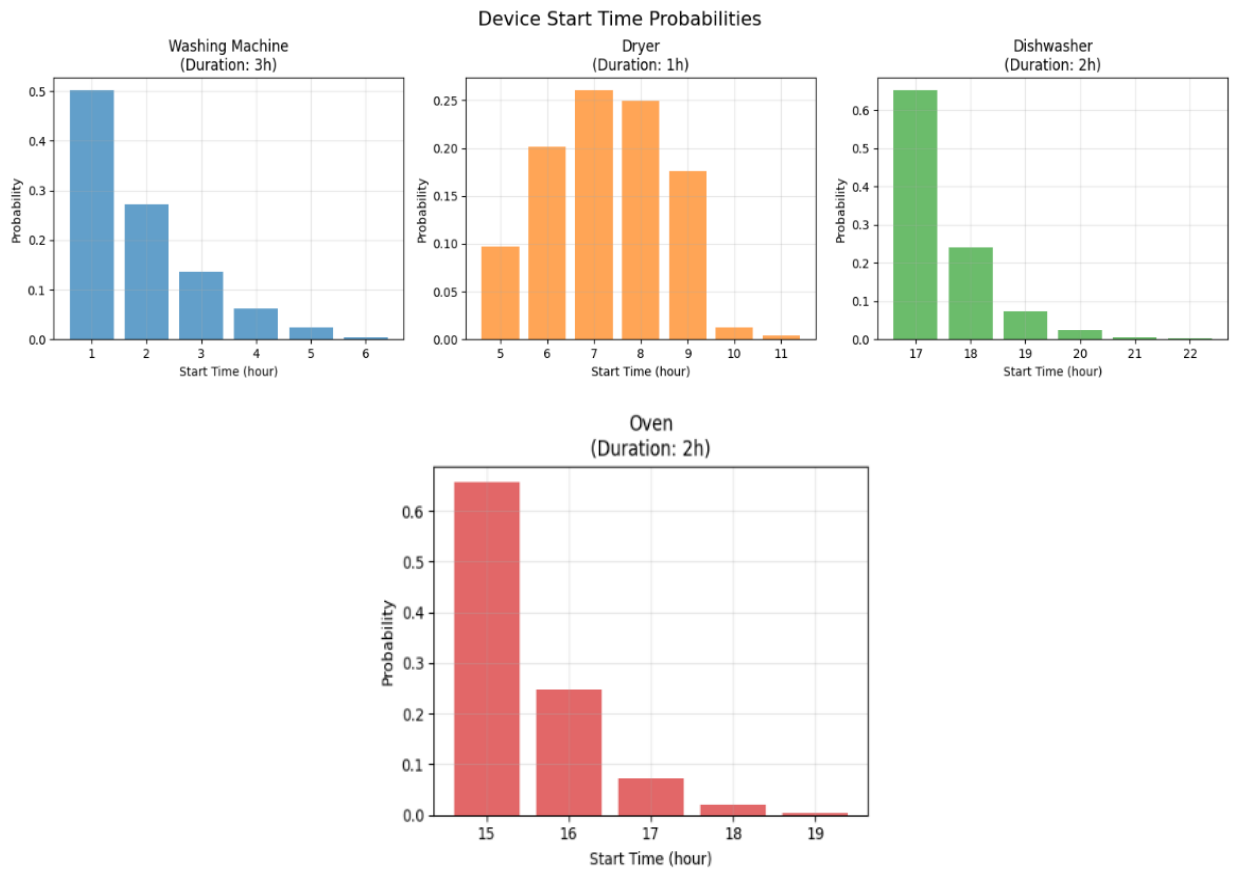 Device Start Time Probabilities
Washing Machine
(Duration: 3h)
Probability
0.5
0.4
0.3
0.2
0.1
0.0
1 2 3 4 5 6
Start Time (hour)
Dryer
(Duration: 1h)
Probability
0.25
0.20
0.15
0.10
0.05
0.00
5 6 7 8 9 10 11
Start Time (hour)
Dishwasher
(Duration: 2h)
Probability
0.6
0.5
0.4
0.3
0.2
0.1
0.0
17 18 19 20 21 22
Start Time (hour)
Oven
(Duration: 2h)
Probability
0.6
0.5
0.4
0.3
0.2
0.1
0.0
15 16 17 18 19
Start Time (hour)